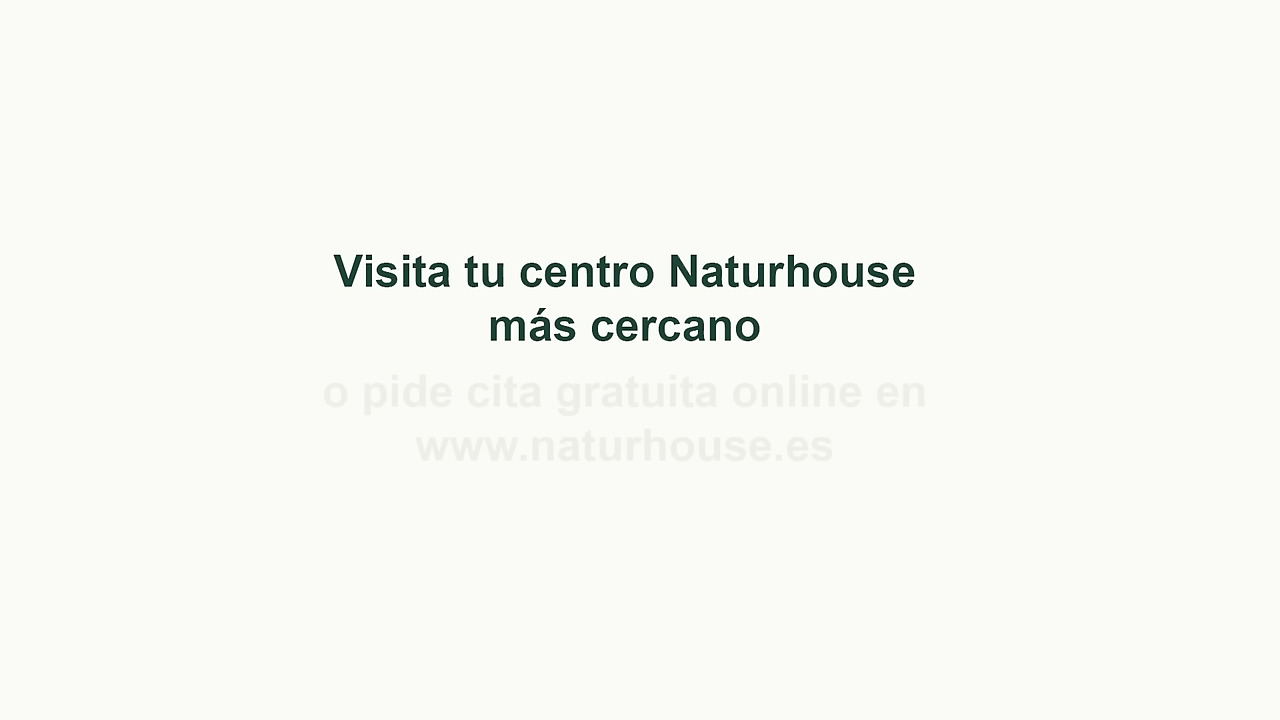 Visita tu centro Naturhouse
más cercano
o pide cita gratuita online en
www.naturhouse.es